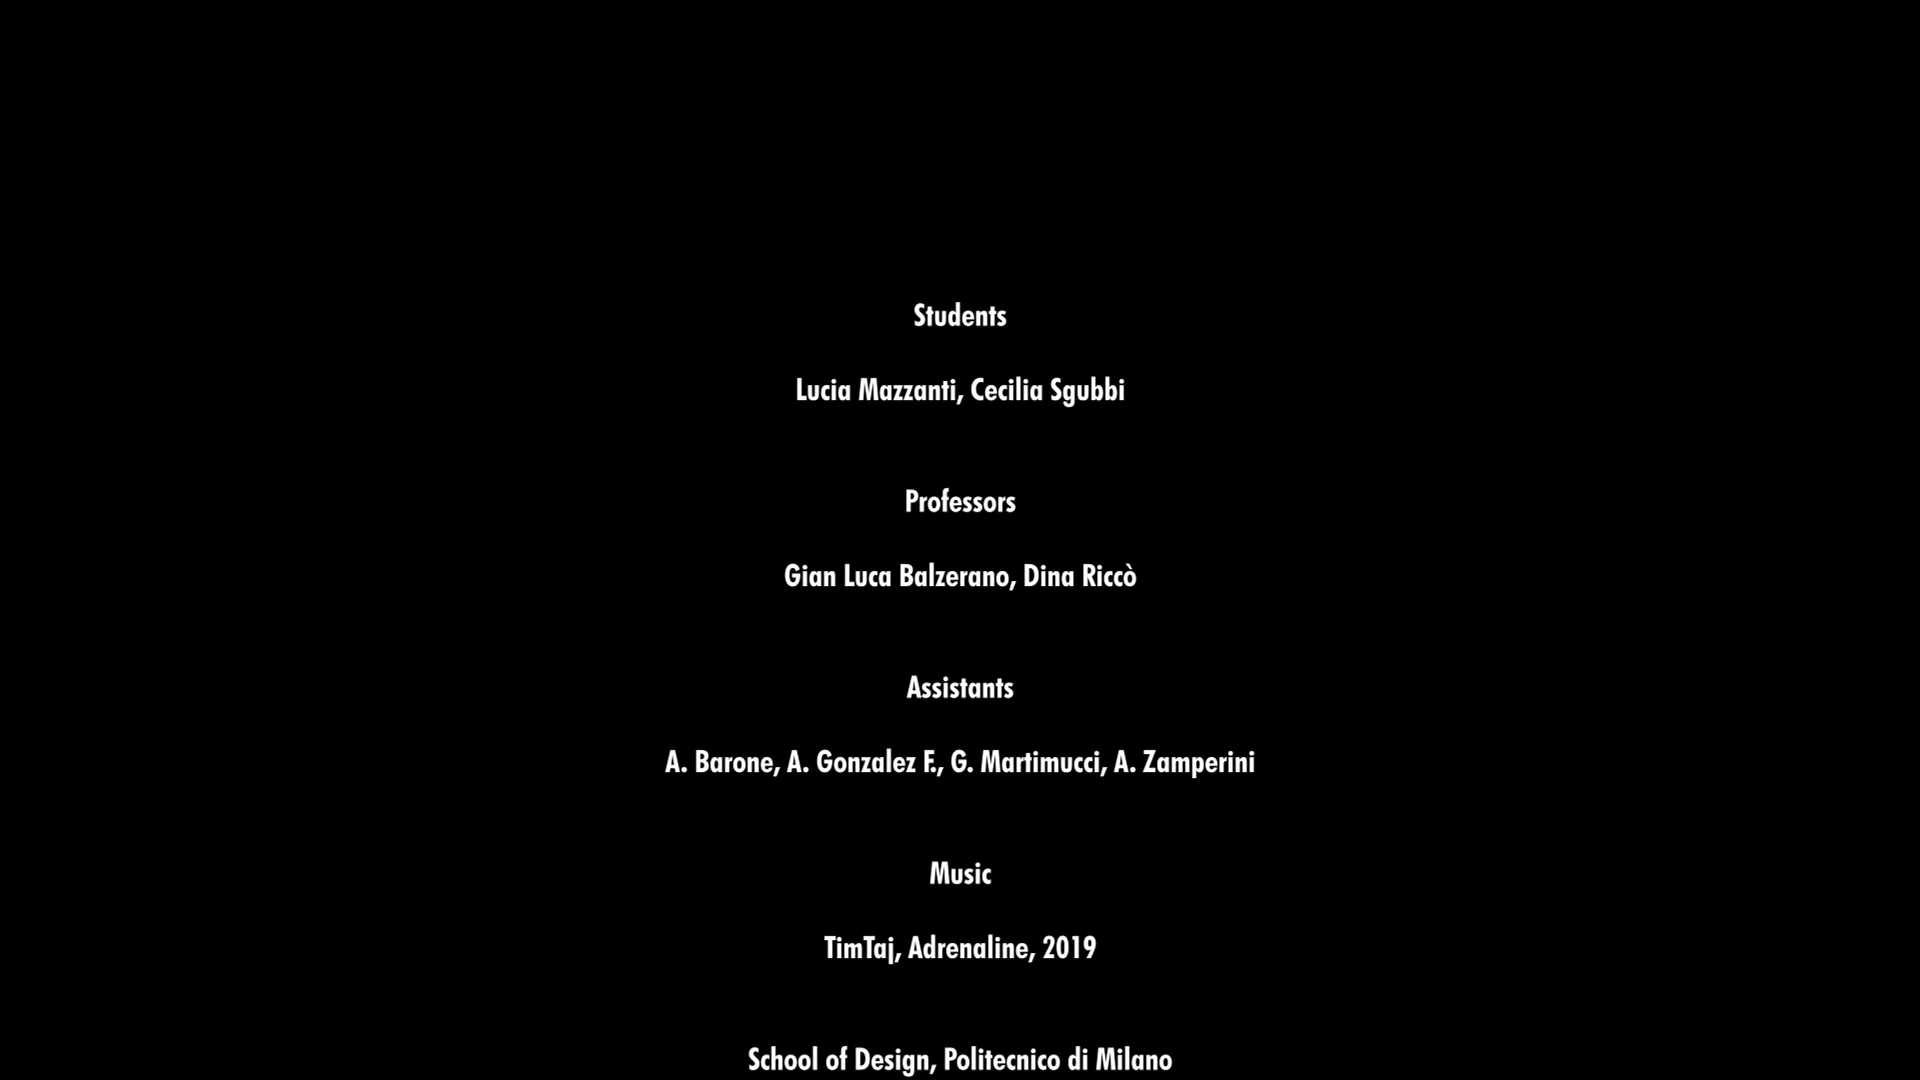 Students
Lucia Mazzanti, Cecilia Sgubbi
Professors
Gian Luca Balzerano, Dina Riccò
Assistants
A. Barone, A. Gonzalez F., G. Martimucci, A. Zamperini
Music
TimTaj, Adrenaline, 2019
School of Design, Politecnico di Milano